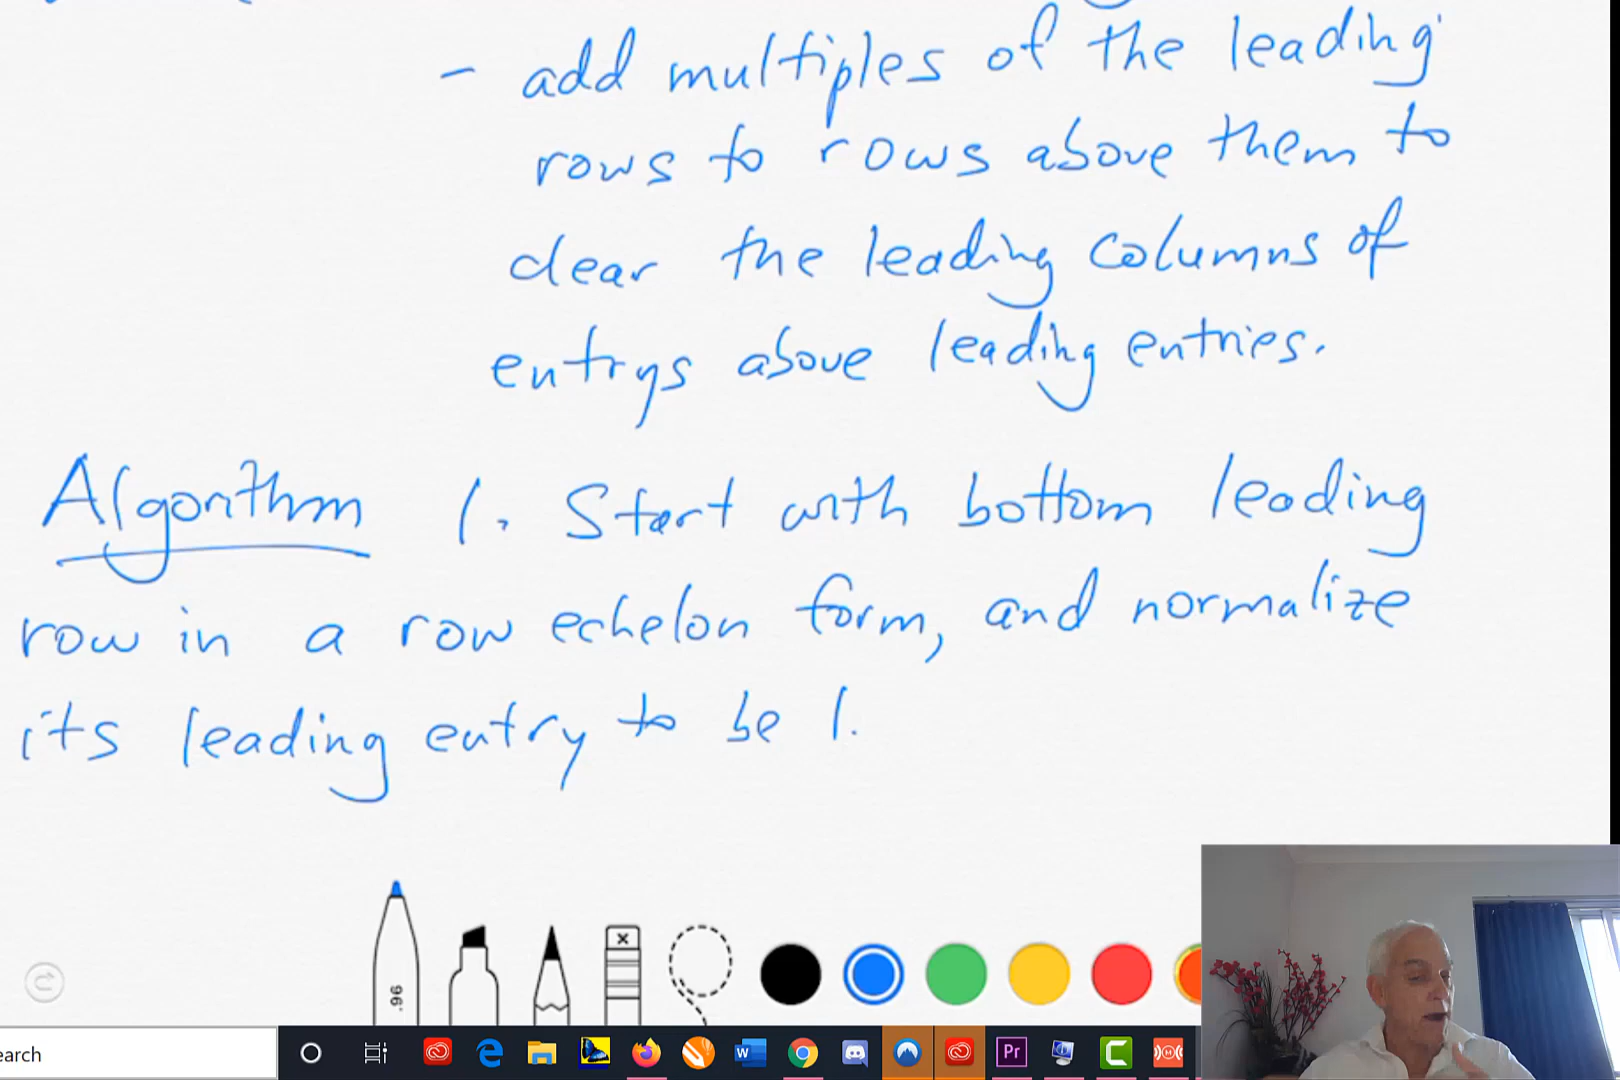 - add multiples of the leading
rows to rows above them to
clear the leading columns of
entrys above leading entries.
Algorithm 1. Start with bottom leading
row in a row echelon form, and normalize
its leading entry to be 1.
.96
earch
W
Pr
C